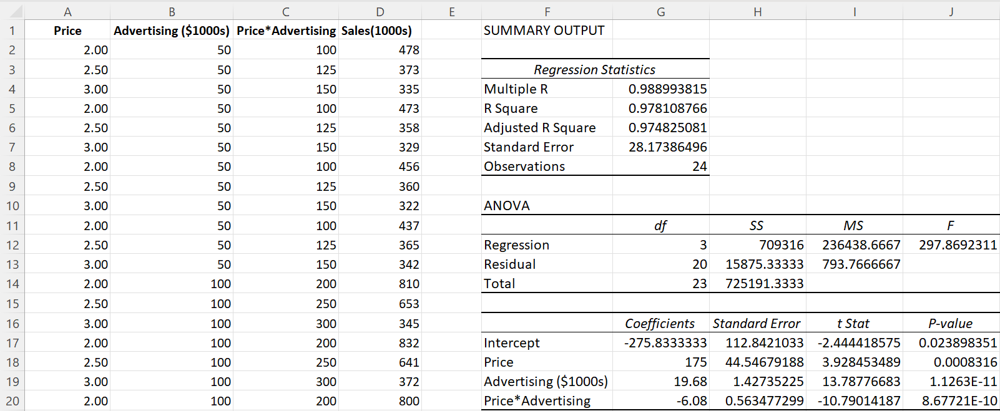 A B C D E F G H I J
1 Price Advertising ($1000s) Price*Advertising Sales(1000s) SUMMARY OUTPUT
2 2.00 50 100 478
3 2.50 50 125 373 Regression Statistics
4 3.00 50 150 335 Multiple R 0.988993815
5 2.00 50 100 473 R Square 0.978108766
6 2.50 50 125 358 Adjusted R Square 0.974825081
7 3.00 50 150 329 Standard Error 28.17386496
8 2.00 50 100 456 Observations 24
9 2.50 50 125 360
10 3.00 50 150 322 ANOVA
11 2.00 50 100 437 df SS MS F
12 2.50 50 125 365 Regression 3 709316 236438.6667 297.8692311
13 3.00 50 150 342 Residual 20 15875.33333 793.7666667
14 2.00 100 200 810 Total 23 725191.3333
15 2.50 100 250 653
16 3.00 100 300 345 Coefficients Standard Error t Stat P-value
17 2.00 100 200 832 Intercept -275.8333333 112.8421033 -2.444418575 0.023898351
18 2.50 100 250 641 Price 175 44.54679188 3.928453489 0.0008316
19 3.00 100 300 372 Advertising ($1000s) 19.68 1.42735225 13.78776683 1.1263E-11
20 2.00 100 200 800 Price*Advertising -6.08 0.563477299 -10.79014187 8.67721E-10